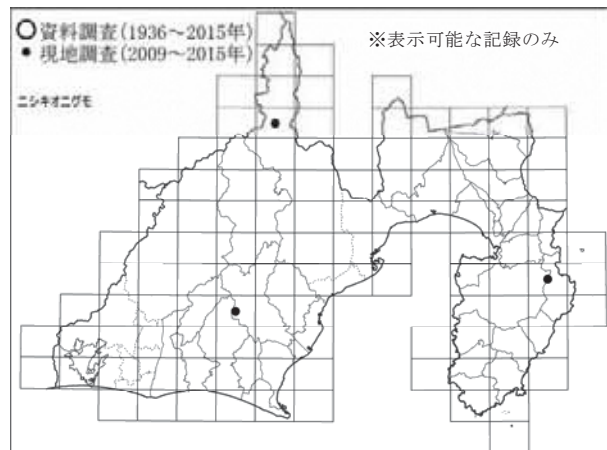 ○資料調査(1936～2015年)
●現地調査(2009～2015年)
※表示可能な記録のみ
ニシキオニグモ